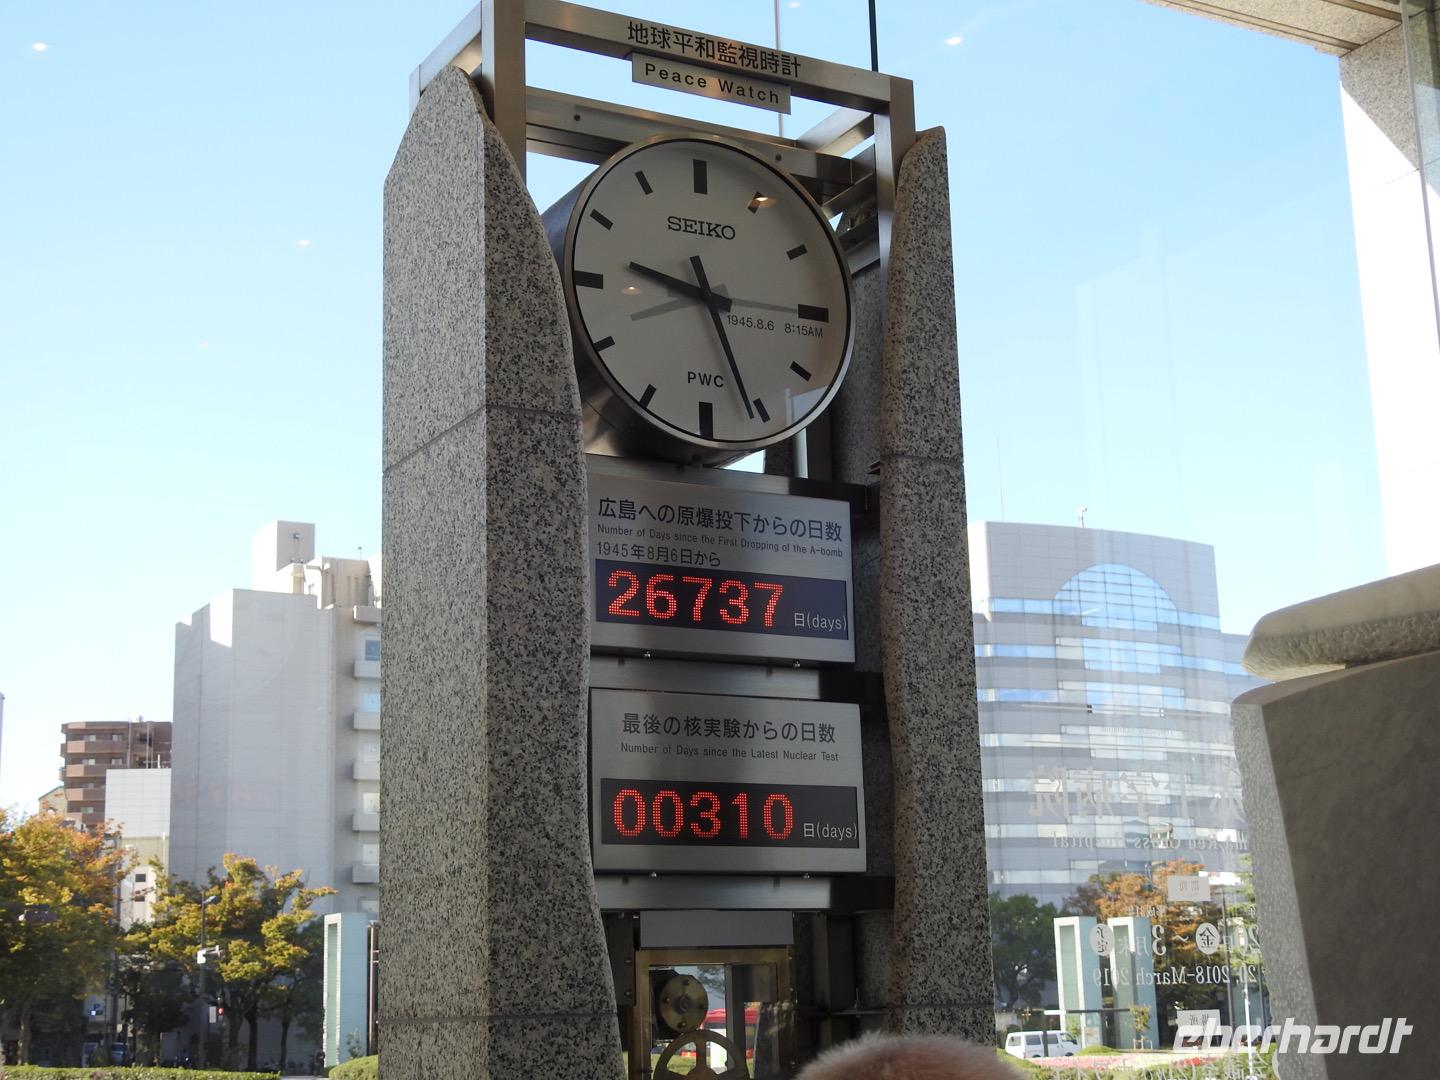 地球平和監視時計
Peace Watch
SEIKO
1945.8.6 8:15AM
PWC
広島への原爆投下からの日数
Number of Days since the First Dropping of the A-bomb
1945年8月6日から
26737 日(days)
最後の核実験からの日数
Number of Days since the Latest Nuclear Test
00310 日(days)
20, 2018-March 2019
eberhardt